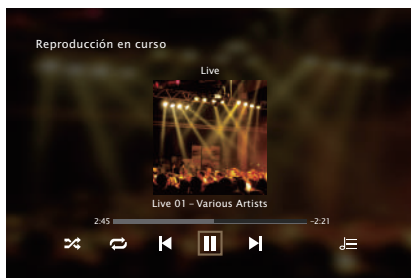 Reproducción en curso
Live
Live 01 – Various Artists
2:45 -2:21